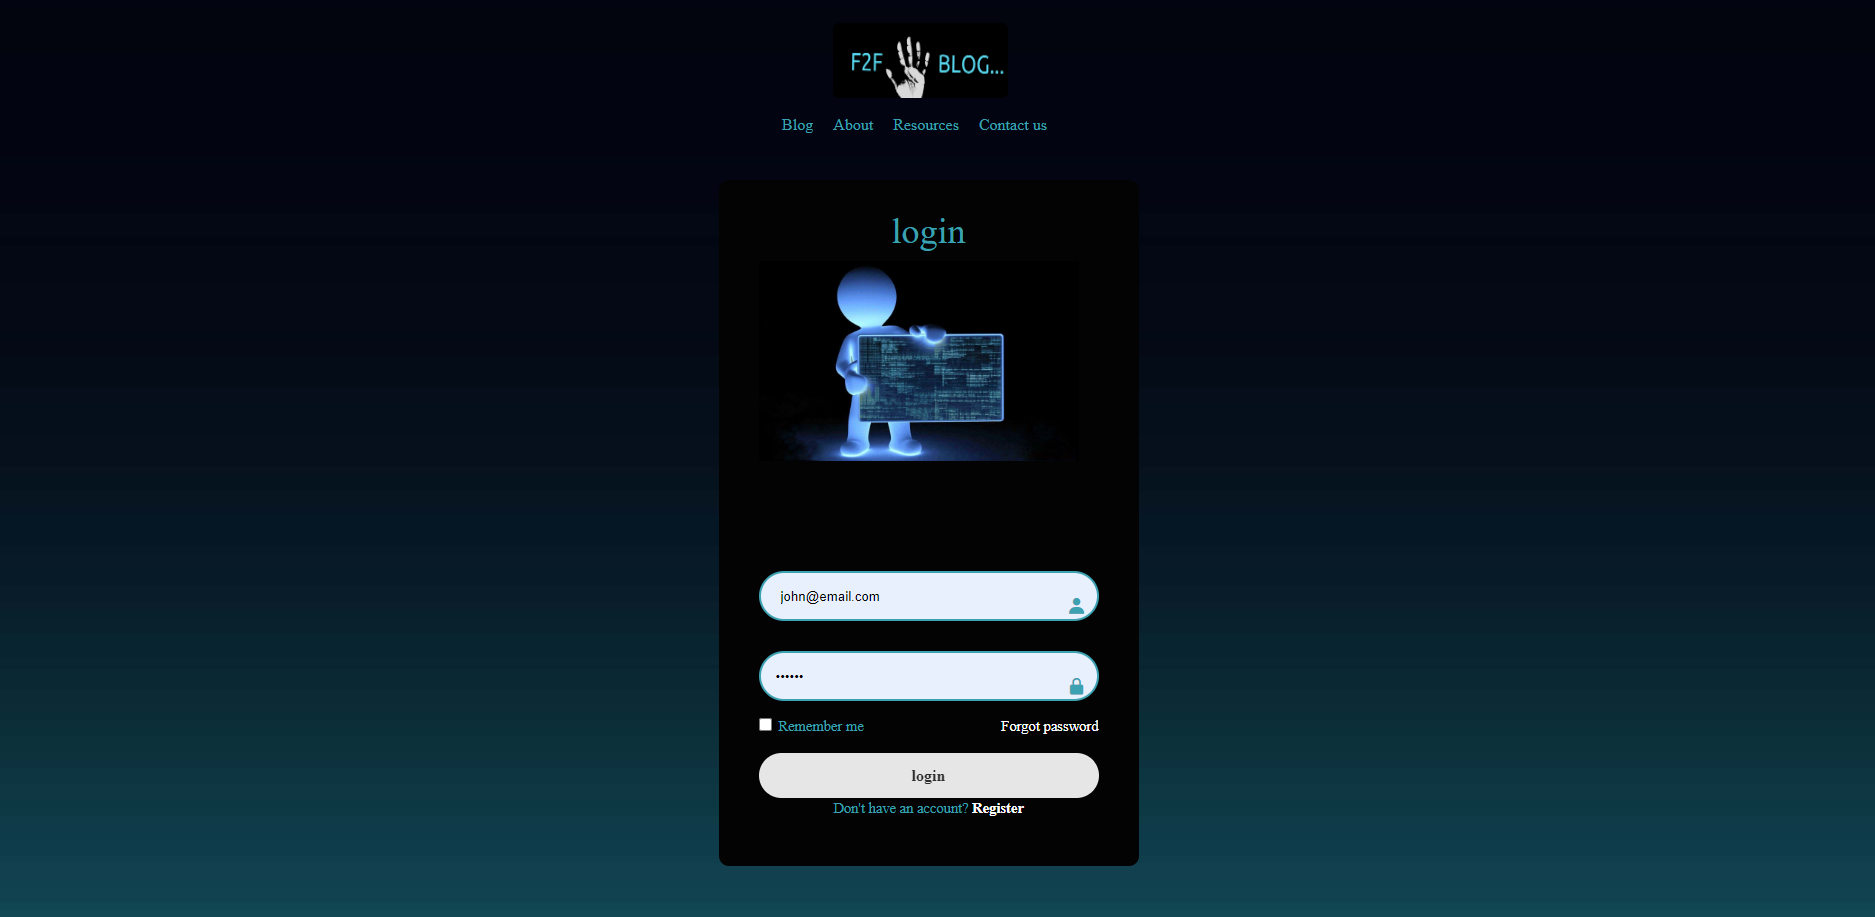 F2F BLOG...
Blog About Resources Contact us
login
john@email.com
••••••
Remember me Forgot password
login
Don't have an account? Register